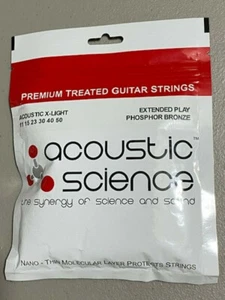 PREMIUM TREATED GUITAR STRINGS
ACOUSTIC X-LIGHT
11 15 23 30 40 50
EXTENDED PLAY
PHOSPHOR BRONZE
acoustic™
science
the synergy of science and sound
NANO - THIN MOLECULAR LAYER PROTECTS STRINGS